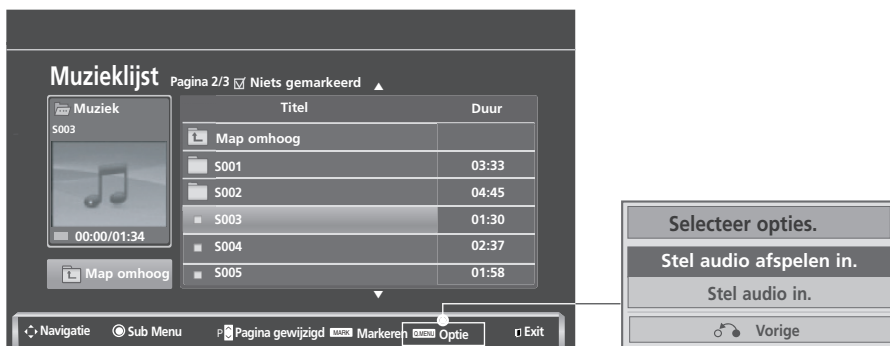 Muzieklijst Pagina 2/3 Niets gemarkeerd
Muziek
S003
00:00/01:34
Map omhoog
Titel Duur
Map omhoog
S001 03:33
S002 04:45
S003 01:30
S004 02:37
S005 01:58
Navigatie Sub Menu P Pagina gewijzigd MARK Markeren Q.MENU Optie Exit
Selecteer opties.
Stel audio afspelen in.
Stel audio in.
Vorige